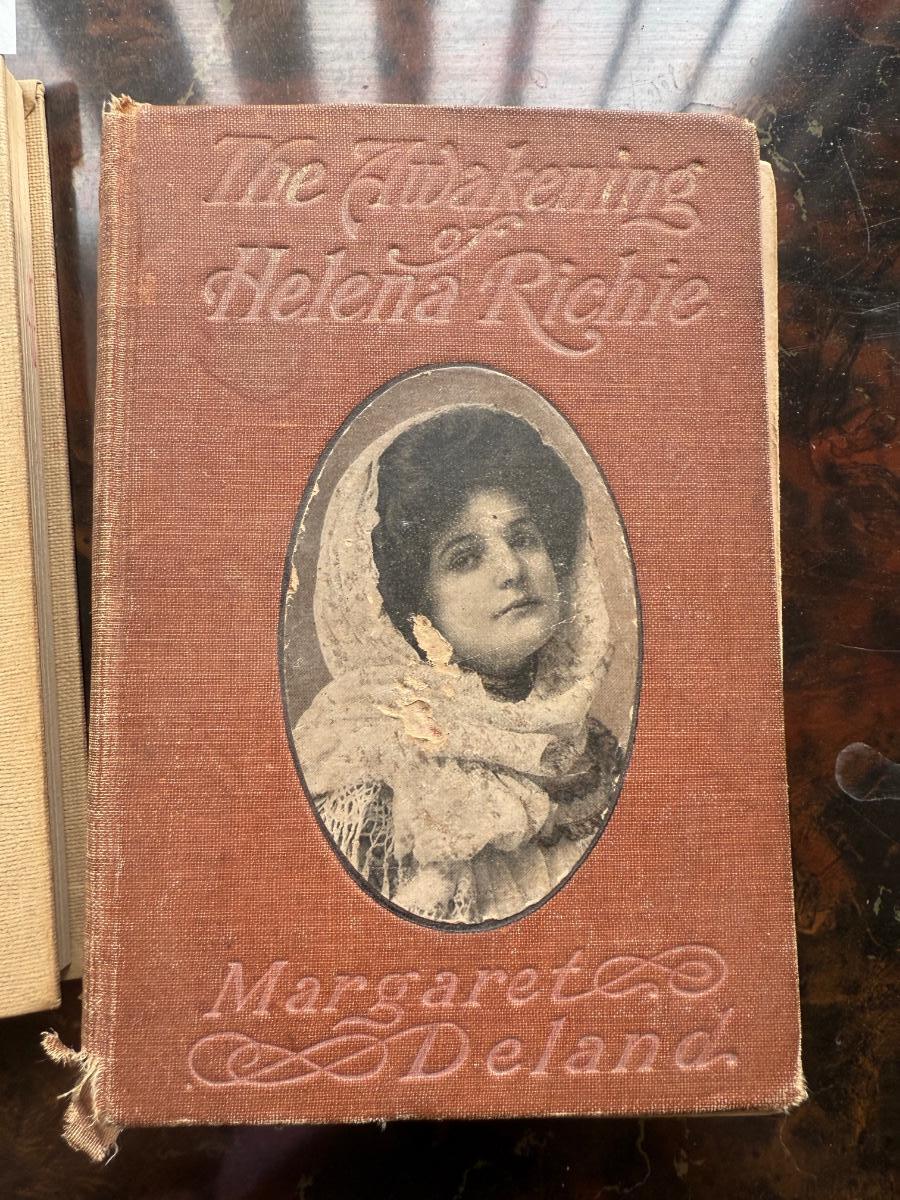 The Awakening
of
Helena Richie
Margaret
Deland